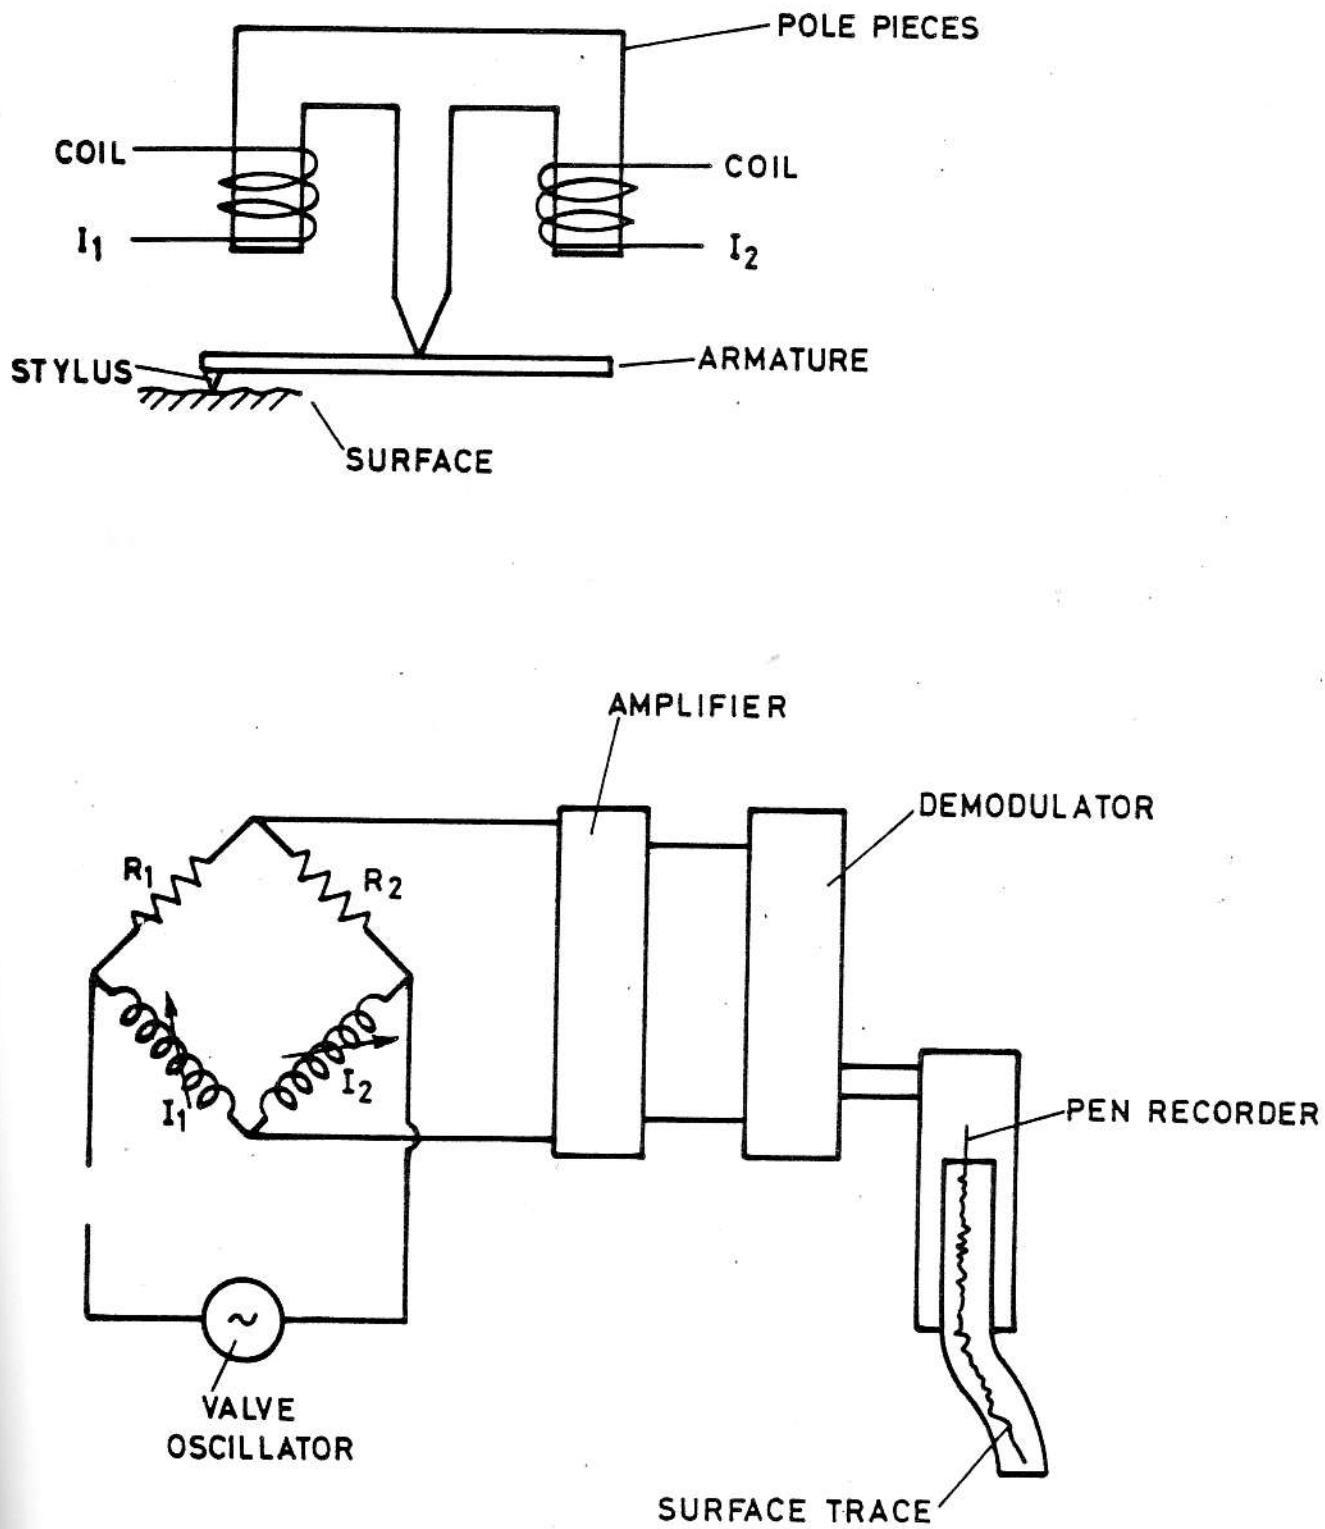 POLE PIECES
COIL
COIL
I1
I2
STYLUS
ARMATURE
SURFACE
AMPLIFIER
DEMODULATOR
R1
R2
I1
I2
PEN RECORDER
VALVE
OSCILLATOR
SURFACE TRACE